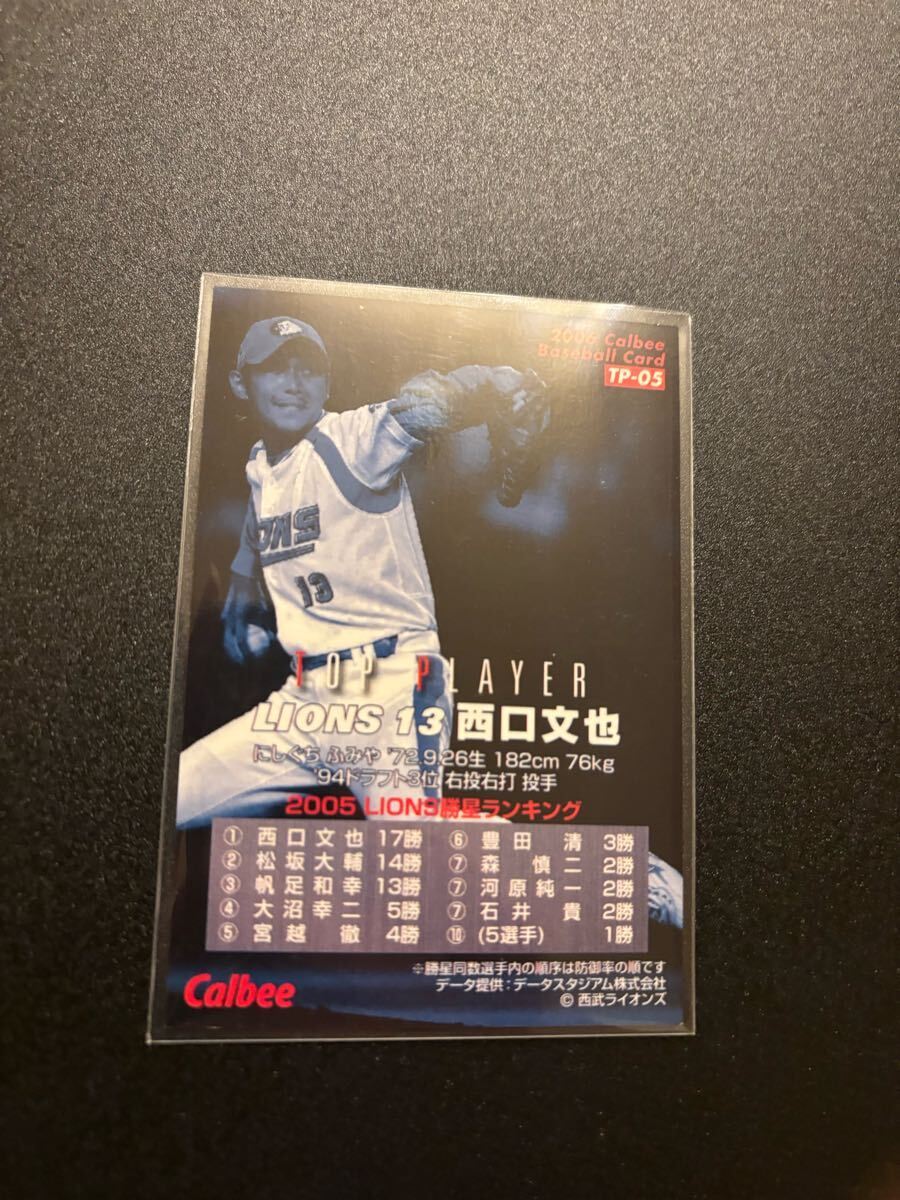 2006 Calbee
Baseball Card
TP-05
LIONS
13
TOP PLAYER
LIONS 13 西口文也
にしぐち ふみや '72.9.26生 182cm 76kg
'94ドラフト3位 右投右打 投手
2005 LIONS勝星ランキング
① 西口文也 17勝 ⑥ 豊田 清 3勝
② 松坂大輔 14勝 ⑦ 森 慎二 2勝
③ 帆足和幸 13勝 ⑦ 河原純一 2勝
④ 大沼幸二 5勝 ⑦ 石井 貴 2勝
⑤ 宮越 徹 4勝 ⑩ (5選手) 1勝
※勝星同数選手内の順序は防御率の順です
データ提供:データスタジアム株式会社
© 西武ライオンズ
Calbee